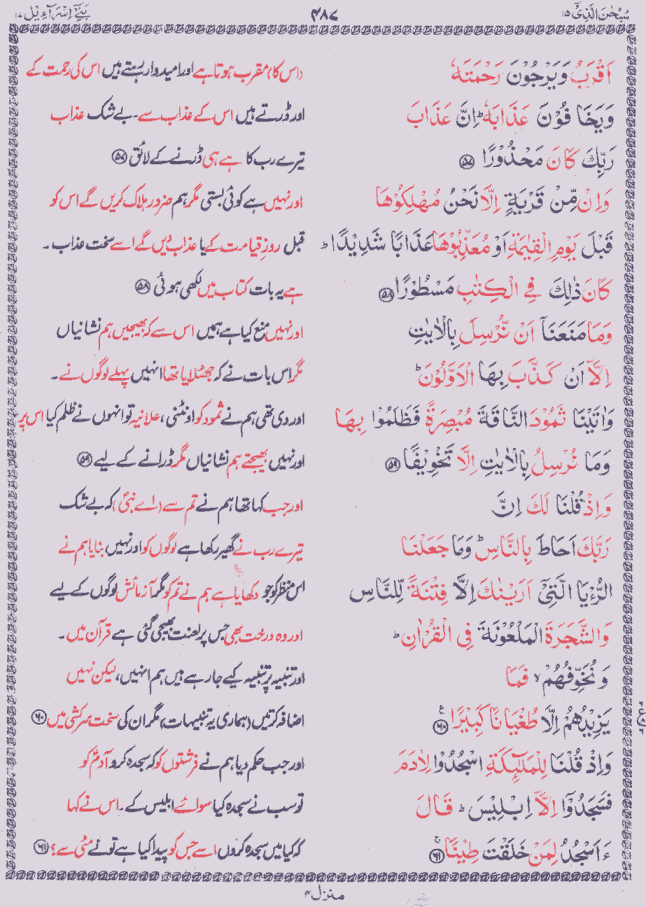 سُبْحٰنَ الَّذِیْۤ ۱۵
۴۸۷
بَنِیْۤ اِسْرَآءِیْل ۱۷
اَقْرَبُ وَیَرْجُوْنَ رَحْمَتَهٗ
(اس کا) مقرب ہوتا ہے اور امیدوار رہتے ہیں اس کی رحمت کے
وَیَخَا فُوْنَ عَذَابَهٗ ؕ اِنَّ عَذَابَ
اور ڈرتے ہیں اس کے عذاب سے۔ بے شک عذاب
رَبِّكَ كَانَ مَحْذُوْرًا ﴿۵۷﴾
تیرے رب کا ہے ہی ڈرنے کے لائق ﴿۵۷﴾
وَاِنْ مِّنْ قَرْیَةٍ اِلَّا نَحْنُ مُهْلِكُوْهَا
اور نہیں ہے کوئی بستی مگر ہم ضرور ہلاک کریں گے اس کو
قَبْلَ یَوْمِ الْقِیٰمَةِ اَوْ مُعَذِّبُوْهَا عَذَابًا شَدِیْدًا ؕ
قبل روزِ قیامت کے یا عذاب دیں گے اسے سخت عذاب۔
كَانَ ذٰلِكَ فِی الْكِتٰبِ مَسْطُوْرًا ﴿۵۸﴾
ہے یہ بات کتاب میں لکھی ہوئی ﴿۵۸﴾
وَمَا مَنَعَنَاۤ اَنْ نُّرْسِلَ بِالْاٰیٰتِ
اور نہیں منع کیا ہے ہمیں اس سے کہ بھیجیں ہم نشانیاں
اِلَّاۤ اَنْ كَذَّبَ بِهَا الْاَوَّلُوْنَ ؕ
مگر اس بات نے کہ جھٹلایا تھا انہیں پہلے لوگوں نے۔
وَاٰتَیْنَا ثَمُوْدَ النَّاقَةَ مُبْصِرَةً فَظَلَمُوْا بِهَا
اور دی تھی ہم نے ثمود کو اونٹنی، علانیہ تو انہوں نے ظلم کیا اس پر
وَمَا نُرْسِلُ بِالْاٰیٰتِ اِلَّا تَخْوِیْفًا ﴿۵۹﴾
اور نہیں بھیجتے ہم نشانیاں مگر ڈرانے کے لیے ﴿۵۹﴾
وَاِذْ قُلْنَا لَكَ اِنَّ
اور جب کہا تھا ہم نے تم سے (اے نبیؐ) کہ بے شک
رَبَّكَ اَحَاطَ بِالنَّاسِ ؕ وَمَا جَعَلْنَا
تیرے رب نے گھیر رکھا ہے لوگوں کو اور نہیں بنایا ہم نے
الرُّءْیَا الَّتِیْۤ اَرَیْنٰكَ اِلَّا فِتْنَةً لِّلنَّاسِ
اس منظر کو جو دکھایا ہے ہم نے تم کو مگر آزمائش لوگوں کے لیے
وَالشَّجَرَةَ الْمَلْعُوْنَةَ فِی الْقُرْاٰنِ ؕ
اور وہ درخت بھی جس پر لعنت بھیجی گئی ہے قرآن میں۔
وَ نُخَوِّفُهُمْ ۙ فَمَا
اور تنبیہ پر تنبیہ کیے جا رہے ہیں ہم انہیں، لیکن نہیں
یَزِیْدُهُمْ اِلَّا طُغْیَانًا كَبِیْرًا ﴿۶۰﴾
اضافہ کرتیں (ہماری یہ تنبیہات) مگر ان کی سخت سرکشی میں ﴿۶۰﴾
وَاِذْ قُلْنَا لِلْمَلٰٓئِكَةِ اسْجُدُوْا لِاٰدَمَ
اور جب حکم دیا ہم نے فرشتوں کو کہ سجدہ کرو آدمؑ کو
فَسَجَدُوْۤا اِلَّاۤ اِبْلِیْسَ ؕ قَالَ
تو سب نے سجدہ کیا سوائے ابلیس کے۔ اس نے کہا
ءَ اَسْجُدُ لِمَنْ خَلَقْتَ طِیْنًا ﴿۶۱﴾
کہ کیا میں سجدہ کروں اسے جس کو پیدا کیا ہے تو نے مٹی سے؟ ﴿۶۱﴾
منزل ۴